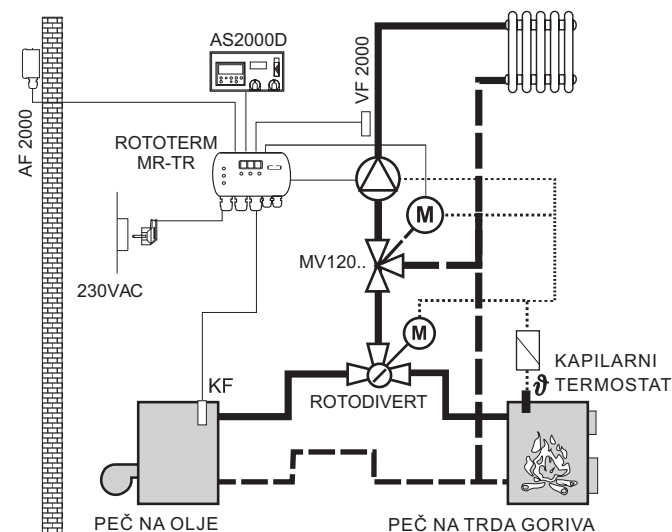 AS2000D
VF 2000
AF 2000
ROTOTERM
MR-TR
M
MV120..
230VAC
M
KAPILARNI
ϑ TERMOSTAT
KF
ROTODIVERT
PEČ NA OLJE
PEČ NA TRDA GORIVA